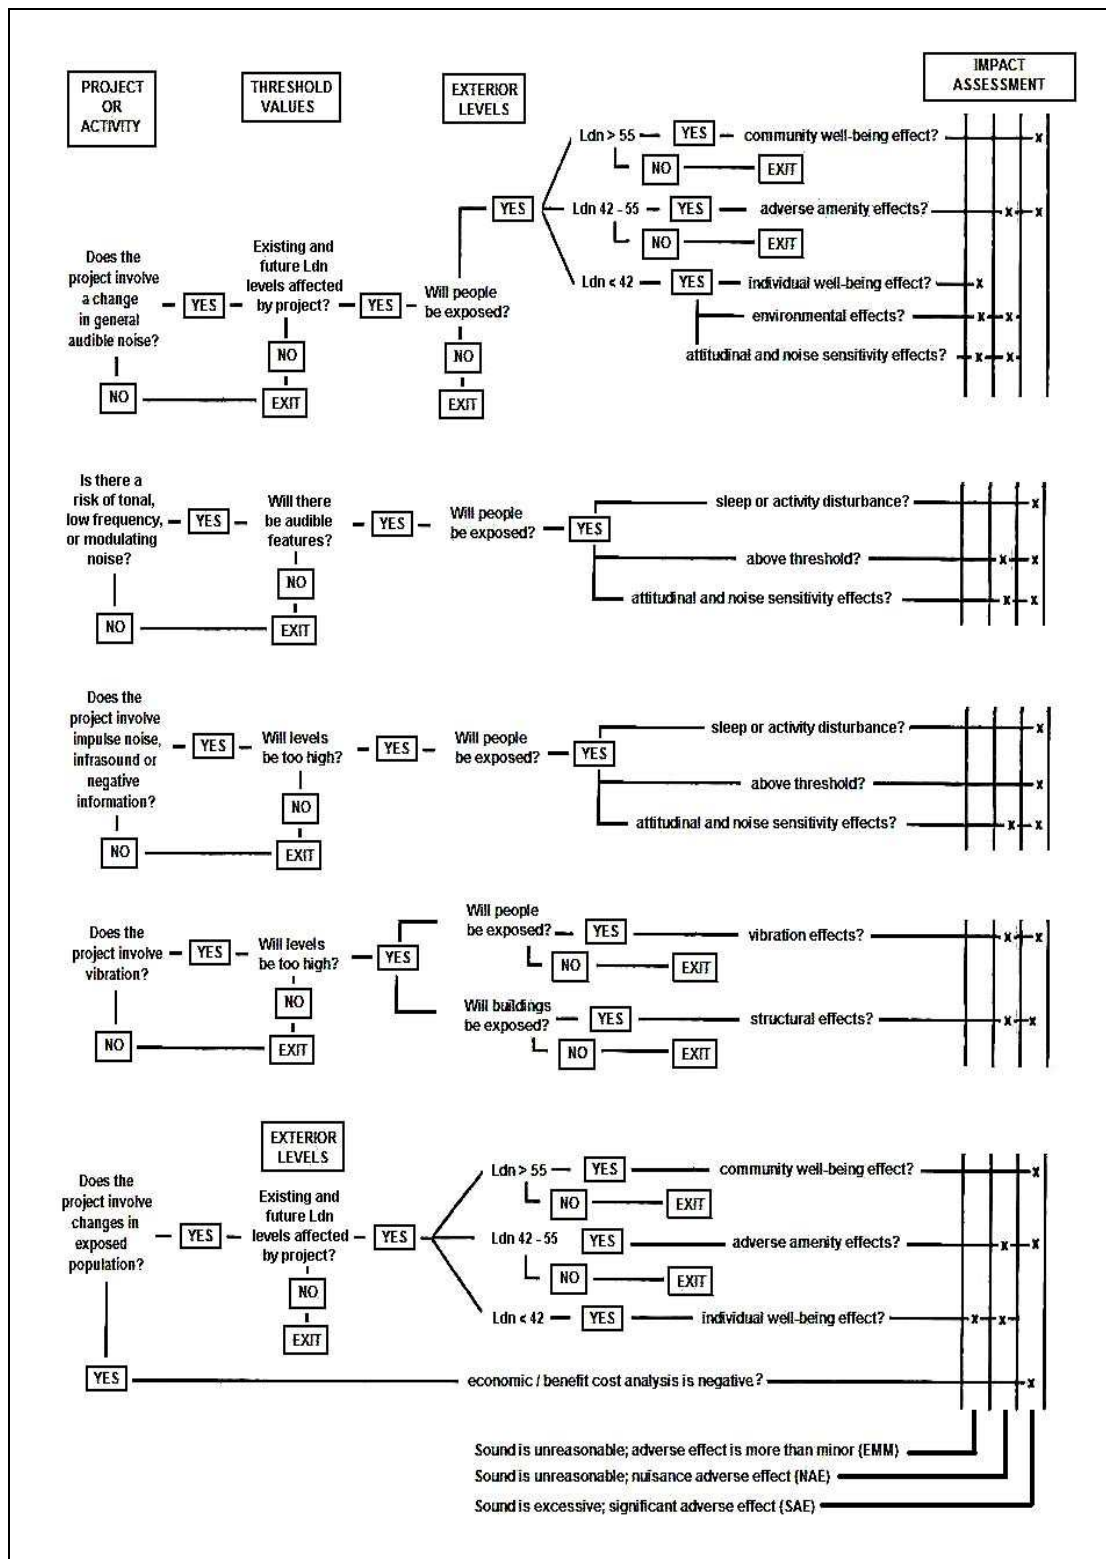 PROJECT
OR
ACTIVITY
THRESHOLD
VALUES
EXTERIOR
LEVELS
IMPACT
ASSESSMENT
Does the
project involve
a change
in general
audible noise?
YES
NO
Existing and
future Ldn
levels affected
by project?
YES
NO
EXIT
Will people
be exposed?
YES
NO
EXIT
Ldn > 55
YES
community well-being effect?
x
NO
EXIT
Ldn 42 - 55
YES
adverse amenity effects?
x x
NO
EXIT
Ldn < 42
YES
individual well-being effect?
x
environmental effects?
x x
attitudinal and noise sensitivity effects?
x x
Is there a
risk of tonal,
low frequency,
or modulating
noise?
YES
NO
Will there
be audible
features?
YES
NO
EXIT
Will people
be exposed?
YES
sleep or activity disturbance?
x
above threshold?
x x
attitudinal and noise sensitivity effects?
x x
Does the
project involve
impulse noise,
infrasound or
negative
information?
YES
NO
Will levels
be too high?
YES
NO
EXIT
Will people
be exposed?
YES
sleep or activity disturbance?
x
above threshold?
x
attitudinal and noise sensitivity effects?
x x
Does the
project involve
vibration?
YES
NO
Will levels
be too high?
YES
NO
EXIT
Will people
be exposed?
YES
vibration effects?
x x
NO
EXIT
Will buildings
be exposed?
YES
structural effects?
x x
NO
EXIT
EXTERIOR
LEVELS
Does the
project involve
changes in
exposed
population?
YES
Existing and
future Ldn
levels affected
by project?
YES
NO
EXIT
Ldn > 55
YES
community well-being effect?
x
NO
EXIT
Ldn 42 - 55
YES
adverse amenity effects?
x x
NO
EXIT
Ldn < 42
YES
individual well-being effect?
x x
YES
economic / benefit cost analysis is negative?
x
Sound is unreasonable; adverse effect is more than minor (EMM)
Sound is unreasonable; nuisance adverse effect (NAE)
Sound is excessive; significant adverse effect (SAE)